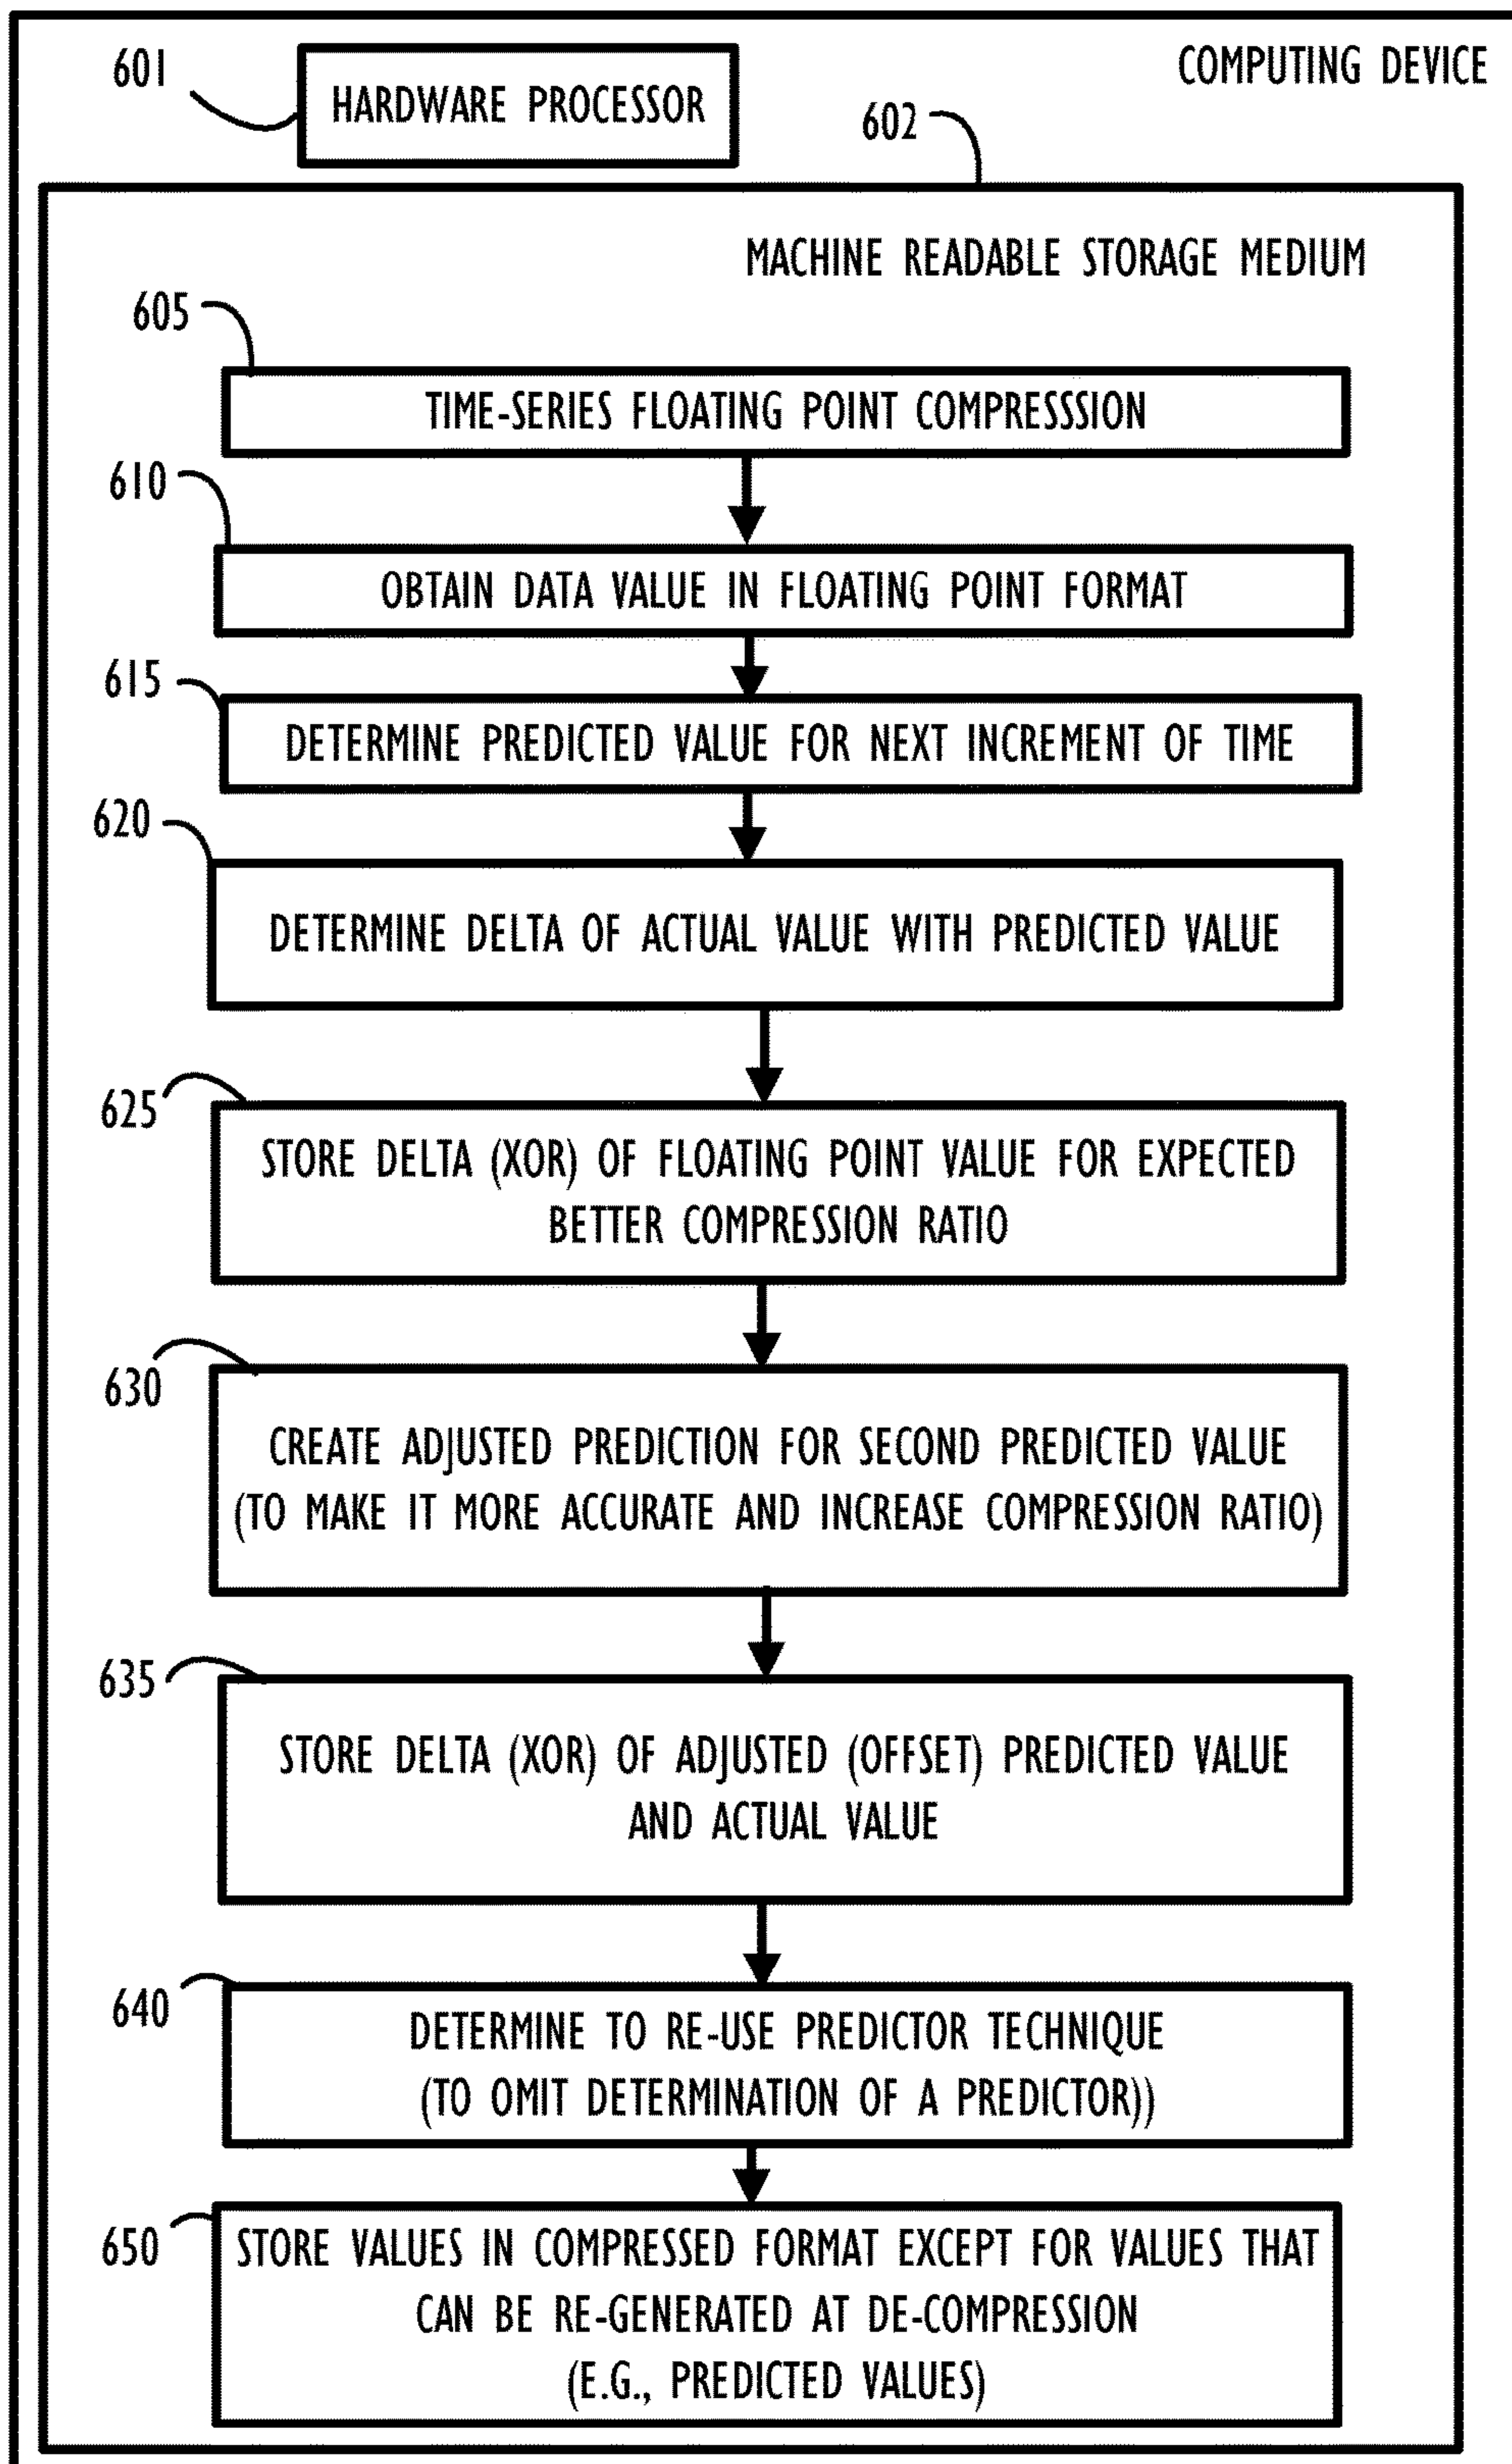 601
HARDWARE PROCESSOR
COMPUTING DEVICE
602
MACHINE READABLE STORAGE MEDIUM
605
TIME-SERIES FLOATING POINT COMPRESSSION
610
OBTAIN DATA VALUE IN FLOATING POINT FORMAT
615
DETERMINE PREDICTED VALUE FOR NEXT INCREMENT OF TIME
620
DETERMINE DELTA OF ACTUAL VALUE WITH PREDICTED VALUE
625
STORE DELTA (XOR) OF FLOATING POINT VALUE FOR EXPECTED
BETTER COMPRESSION RATIO
630
CREATE ADJUSTED PREDICTION FOR SECOND PREDICTED VALUE
(TO MAKE IT MORE ACCURATE AND INCREASE COMPRESSION RATIO)
635
STORE DELTA (XOR) OF ADJUSTED (OFFSET) PREDICTED VALUE
AND ACTUAL VALUE
640
DETERMINE TO RE-USE PREDICTOR TECHNIQUE
(TO OMIT DETERMINATION OF A PREDICTOR))
650
STORE VALUES IN COMPRESSED FORMAT EXCEPT FOR VALUES THAT
CAN BE RE-GENERATED AT DE-COMPRESSION
(E.G., PREDICTED VALUES)